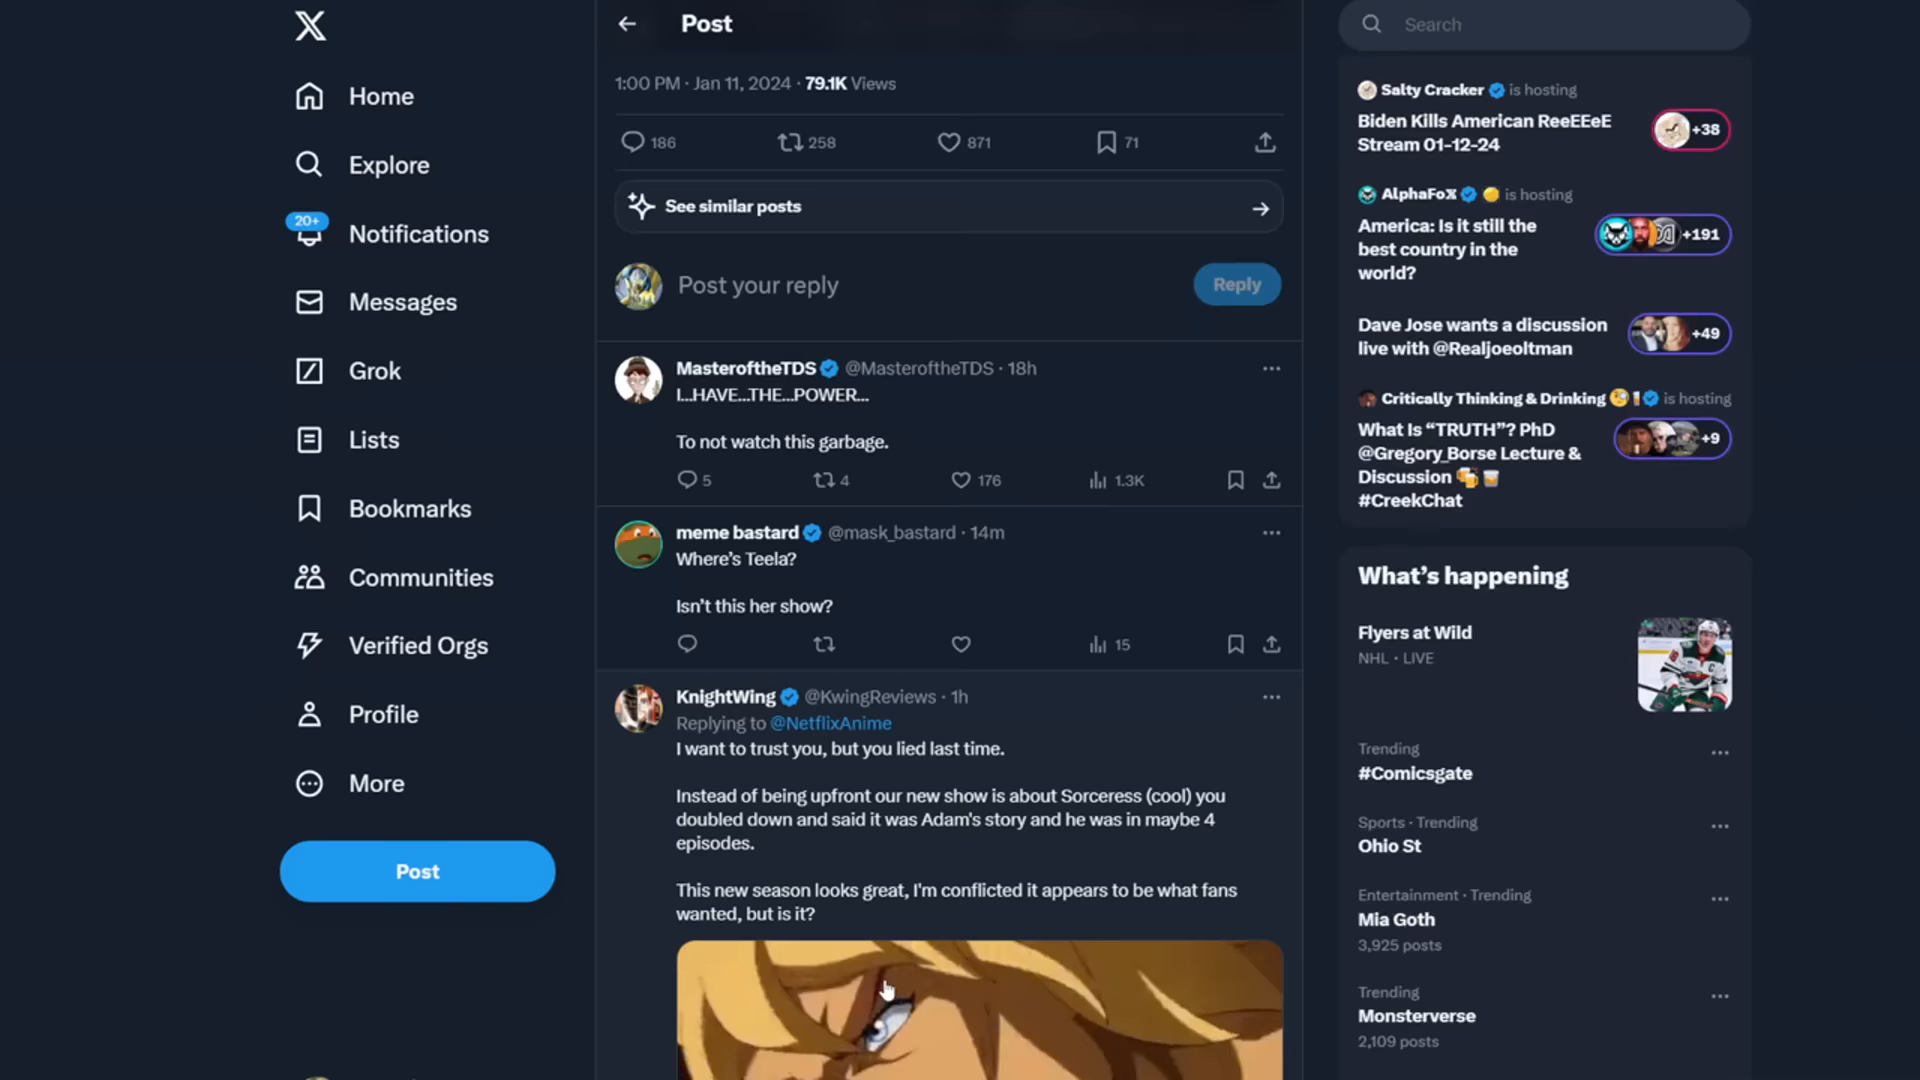 Home
Explore
20+
Notifications
Messages
Grok
Lists
Bookmarks
Communities
Verified Orgs
Profile
More
Post
Post
1:00 PM · Jan 11, 2024 · 79.1K Views
186
258
871
71
See similar posts
Post your reply
Reply
MasteroftheTDS @MasteroftheTDS · 18h
I...HAVE...THE...POWER...
To not watch this garbage.
5
4
176
1.3K
meme bastard @mask_bastard · 14m
Where's Teela?
Isn't this her show?
15
KnightWing @KwingReviews · 1h
Replying to @NetflixAnime
I want to trust you, but you lied last time.
Instead of being upfront our new show is about Sorceress (cool) you
doubled down and said it was Adam's story and he was in maybe 4
episodes.
This new season looks great, I'm conflicted it appears to be what fans
wanted, but is it?
Search
Salty Cracker is hosting
Biden Kills American ReeEEeE
Stream 01-12-24
+38
AlphaFoX is hosting
America: Is it still the
best country in the
world?
+191
Dave Jose wants a discussion
live with @Realjoeoltman
+49
Critically Thinking & Drinking is hosting
What Is “TRUTH”? PhD
@Gregory_Borse Lecture &
Discussion
#CreekChat
+9
What's happening
Flyers at Wild
NHL · LIVE
Trending
#Comicsgate
Sports · Trending
Ohio St
Entertainment · Trending
Mia Goth
3,925 posts
Trending
Monsterverse
2,109 posts